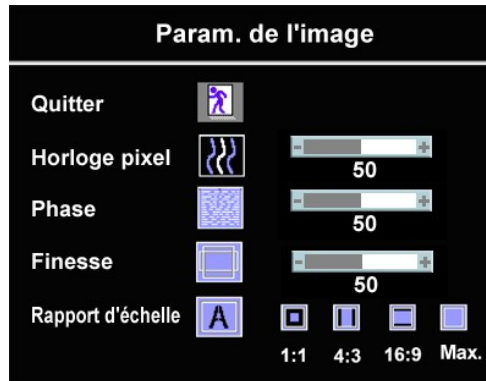 Param. de l'image
Quitter
Horloge pixel
- +
50
Phase
- +
50
Finesse
- +
50
Rapport d'échelle A
1:1 4:3 16:9 Max.